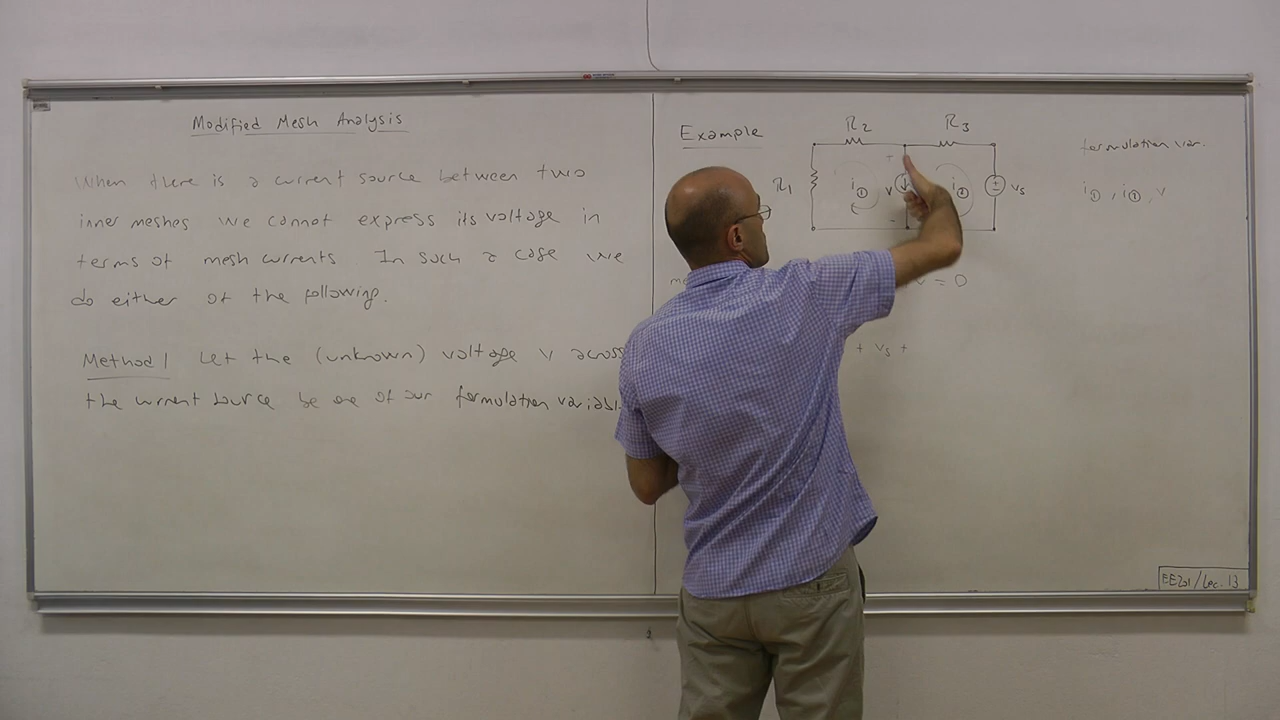 Modified Mesh Analysis
When there is a current source between two
inner meshes we cannot express its voltage in
terms of mesh currents In such a case we
do either of the following.
Method 1 Let the (unknown) voltage v across
the current source be one of our formulation
Example
R2 R3
R1
+
i① v i② + vs
-
formulation var.
i①, i①, v
v = 0
+ vs +
EE201/Lec. 13